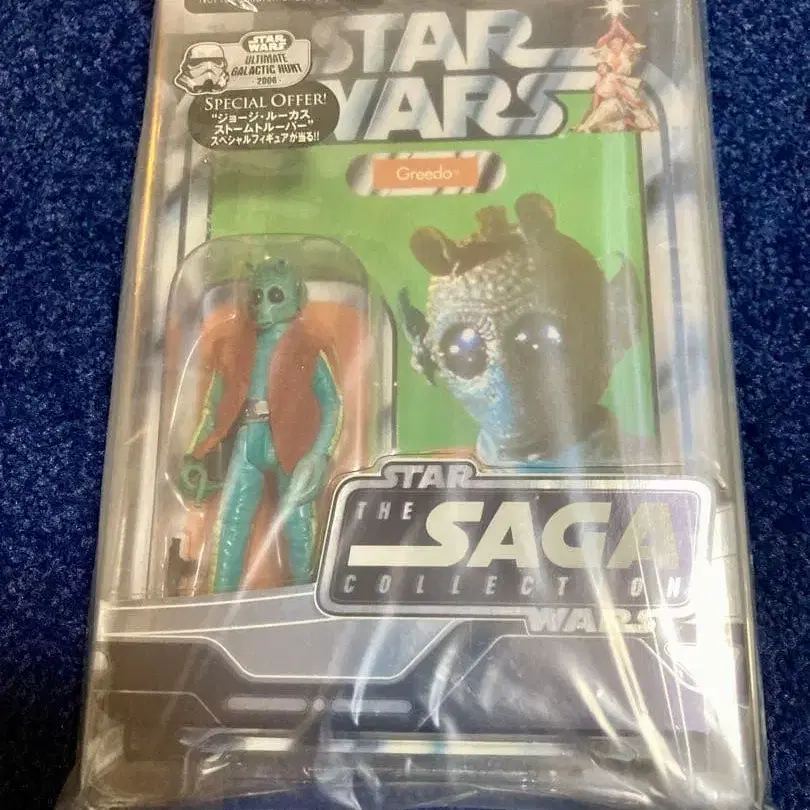 STAR WARS
ULTIMATE
GALACTIC HUNT
- 2006 -
SPECIAL OFFER!
"ジョージ・ルーカス
ストームトルーパー"
スペシャルフィギュアが当る!!
STAR
WARS
Greedo
STAR
THE SAGA
COLLECTION
WARS